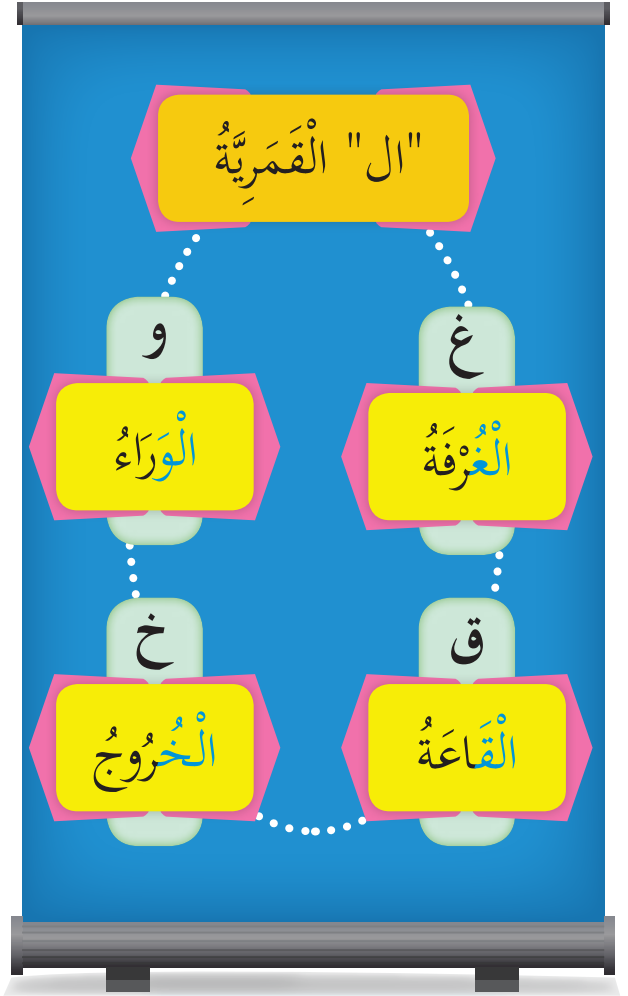 "ال" الْقَمَرِيَّةُ
غ
الْغُرْفَةُ
و
الْوَرَاءُ
ق
الْقَاعَةُ
خ
الْخُرُوجُ